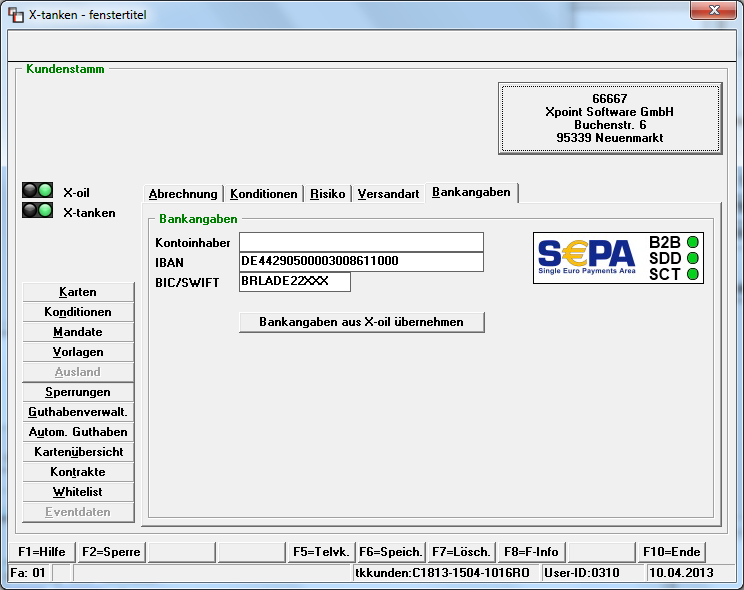 X-tanken - fenstertitel
Kundenstamm
66667
Xpoint Software GmbH
Buchenstr. 6
95339 Neuenmarkt
X-oil
X-tanken
Abrechnung
Konditionen
Risiko
Versandart
Bankangaben
Bankangaben
Kontoinhaber
IBAN DE44290500003008611000
BIC/SWIFT BRLADE22XXX
Bankangaben aus X-oil übernehmen
S€PA
Single Euro Payments Area
B2B
SDD
SCT
Karten
Konditionen
Mandate
Vorlagen
Ausland
Sperrungen
Guthabenverwalt.
Autom. Guthaben
Kartenübersicht
Kontrakte
Whitelist
Eventdaten
F1=Hilfe F2=Sperre F5=Telvk. F6=Speich. F7=Lösch. F8=F-Info F10=Ende
Fa: 01 tkkunden:C1813-1504-1016RO User-ID:0310 10.04.2013